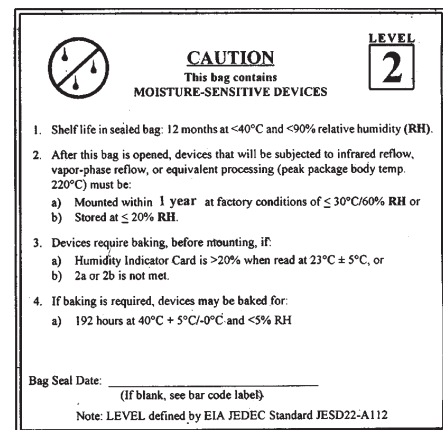 LEVEL
2
CAUTION
This bag contains
MOISTURE-SENSITIVE DEVICES
1. Shelf life in sealed bag: 12 months at <40°C and <90% relative humidity (RH).
2. After this bag is opened, devices that will be subjected to infrared reflow,
vapor-phase reflow, or equivalent processing (peak package body temp.
220°C) must be:
a) Mounted within 1 year at factory conditions of ≤ 30°C/60% RH or
b) Stored at ≤ 20% RH.
3. Devices require baking, before mounting, if:
a) Humidity Indicator Card is >20% when read at 23°C ± 5°C, or
b) 2a or 2b is not met.
4. If baking is required, devices may be baked for:
a) 192 hours at 40°C + 5°C/-0°C and <5% RH
Bag Seal Date: ____________________
(If blank, see bar code label)
Note: LEVEL defined by EIA JEDEC Standard JESD22-A112